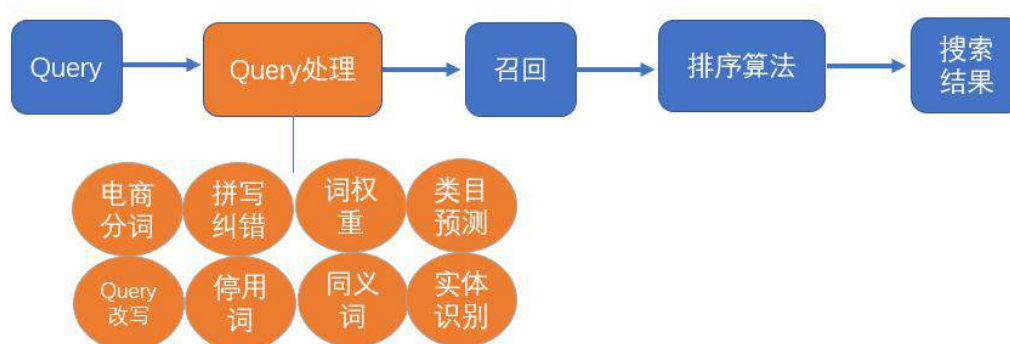 Query
Query处理
召回
排序算法
搜索
结果
电商
分词
拼写
纠错
词权
重
类目
预测
Query
改写
停用
词
同义
词
实体
识别